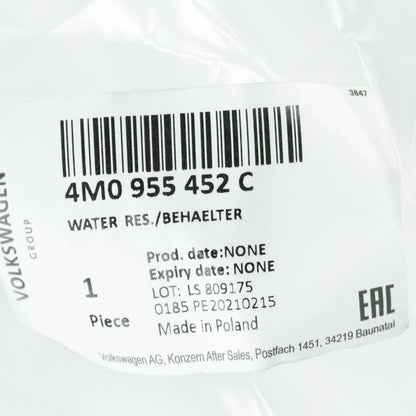 3847
VOLKSWAGEN
GROUP
4M0 955 452 C
WATER RES./BEHAELTER
Prod. date:NONE
Expiry date: NONE
1
LOT: LS 809175
Piece
0185 PE20210215
Made in Poland
EAC
Volkswagen AG, Konzern After Sales, Postfach 1451, 34219 Baunatal